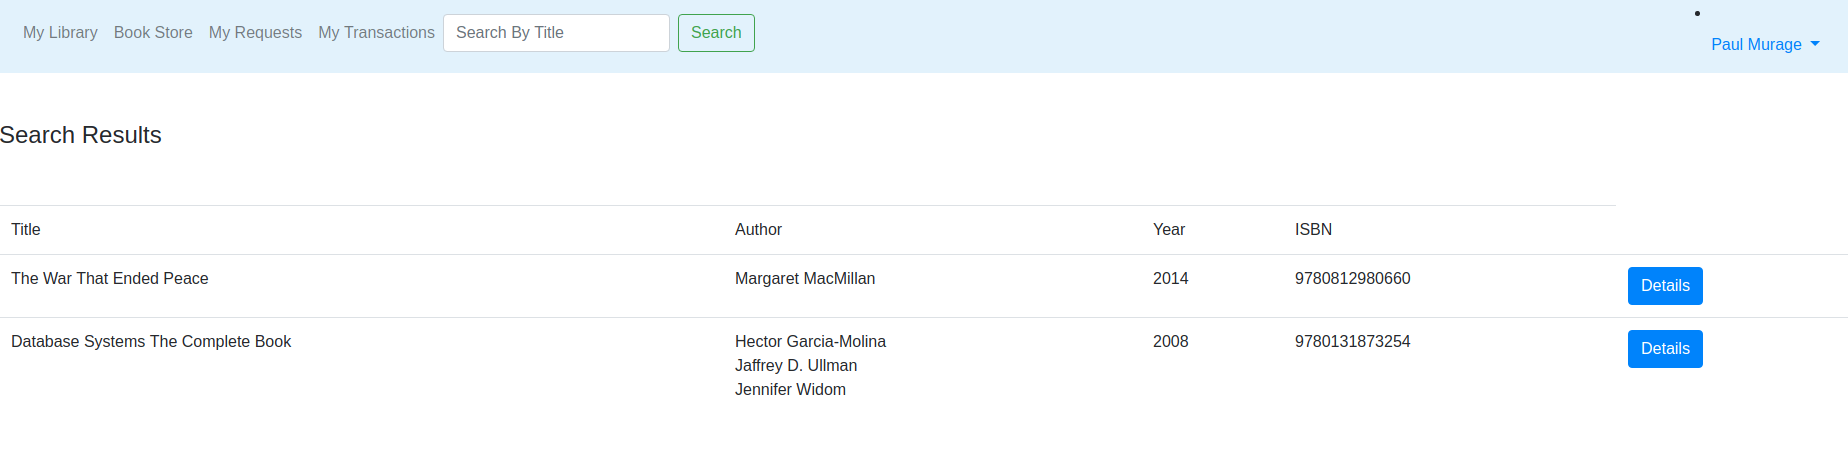 My Library Book Store My Requests My Transactions Search By Title Search
Paul Murage
Search Results
Title Author Year ISBN
The War That Ended Peace Margaret MacMillan 2014 9780812980660 Details
Database Systems The Complete Book Hector Garcia-Molina 2008 9780131873254 Details
Jaffrey D. Ullman
Jennifer Widom